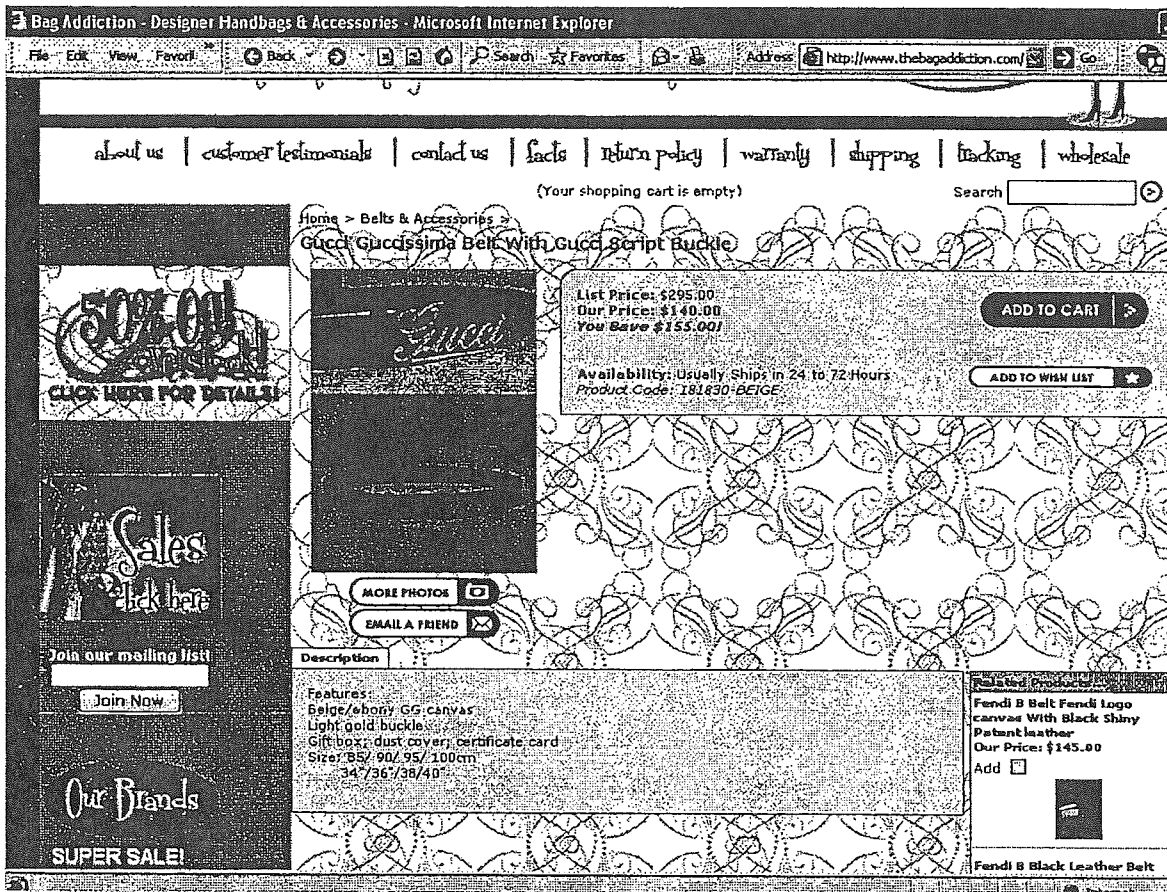 Bag Addiction - Designer Handbags & Accessories - Microsoft Internet Explorer
File Edit View Favorit » Back Search Favorites Address http://www.thebagaddiction.com/ Go
about us | customer testimonials | contact us | facts | return policy | warranty | shipping | tracking | wholesale
(Your shopping cart is empty) Search
Home > Belts & Accessories >
Gucci Guccissima Belt With Gucci Script Buckle
50% Off
CLICK HERE FOR DETAILS!
Gucci
List Price: $295.00
Our Price: $140.00
You Save $155.00!
ADD TO CART
Availability: Usually Ships in 24 to 72 Hours
Product Code: 181830-BEIGE
ADD TO WISH LIST
Sales
Click here
MORE PHOTOS
EMAIL A FRIEND
Join our mailing list!
Join Now
Description
Features:
Beige/ebony GG canvas
Light gold buckle
Gift box; dust cover; certificate card
Size: 85/ 90/ 95/ 100cm
34"/36"/38/40"
Related Products
Fendi B Belt Fendi Logo
canvas With Black Shiny
Patent leather
Our Price: $145.00
Add
Our Brands
SUPER SALE!
Fendi B Black Leather Belt